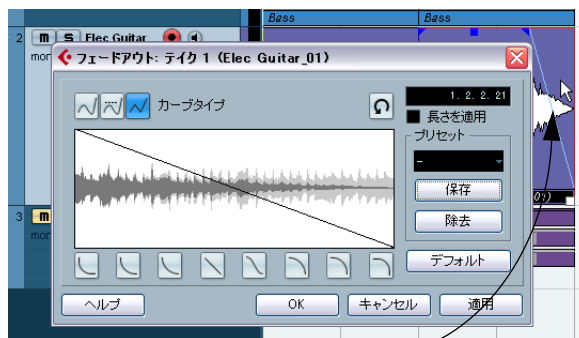 Bass Bass
2 m S Elec Guitar
mor
フェードアウト: テイク 1 (Elec Guitar_01)
カーブタイプ
1. 2. 2. 21
長さを適用
プリセット
-
保存
除去
デフォルト
ヘルプ OK キャンセル 適用
01)
3 m
mor